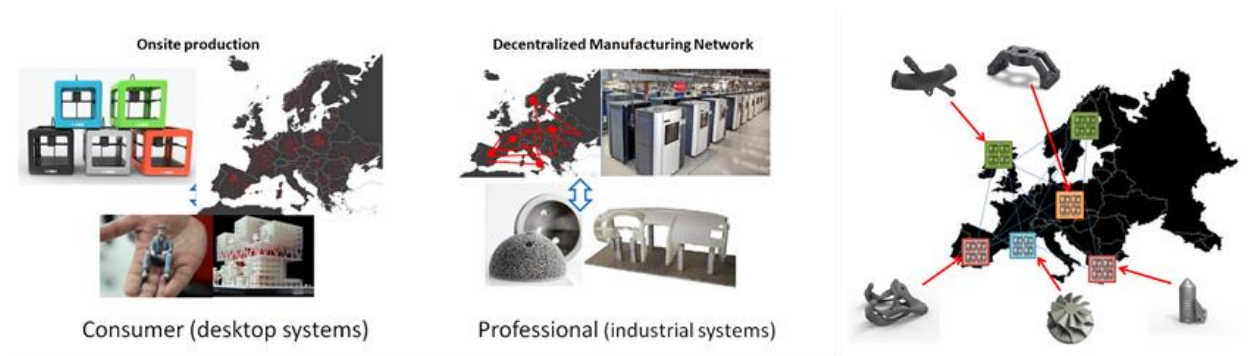 Onsite production
Decentralized Manufacturing Network
Consumer (desktop systems)
Professional (industrial systems)